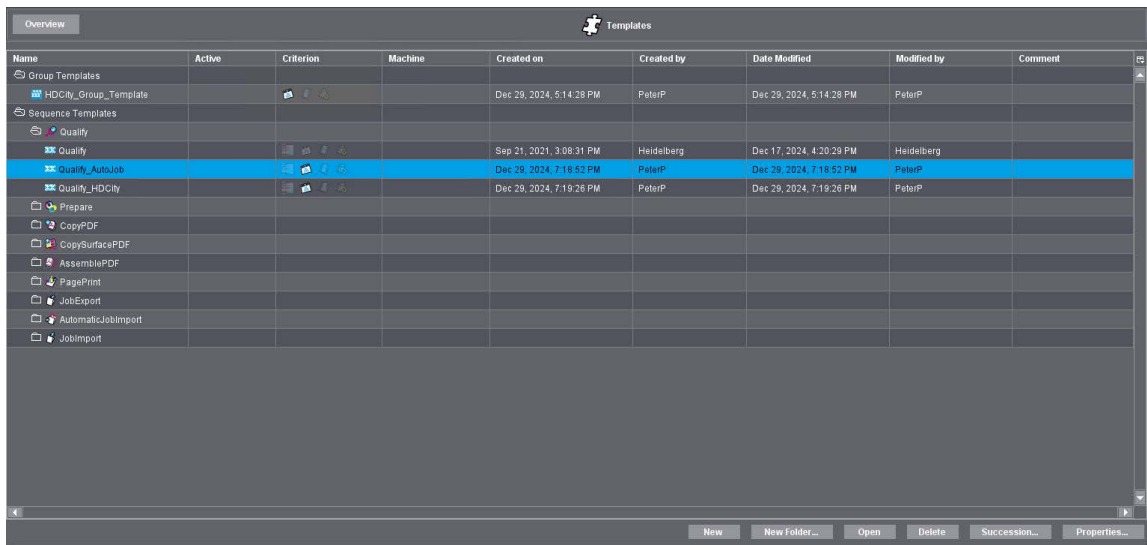 Overview
Templates
Name Active Criterion Machine Created on Created by Date Modified Modified by Comment
Group Templates
HDCity_Group_Template Dec 29, 2024, 5:14:28 PM PeterP Dec 29, 2024, 5:14:28 PM PeterP
Sequence Templates
Qualify
Qualify Sep 21, 2021, 3:08:31 PM Heidelberg Dec 17, 2024, 4:20:29 PM Heidelberg
Qualify_AutoJob Dec 29, 2024, 7:18:52 PM PeterP Dec 29, 2024, 7:18:52 PM PeterP
Qualify_HDCity Dec 29, 2024, 7:19:26 PM PeterP Dec 29, 2024, 7:19:26 PM PeterP
Prepare
CopyPDF
CopySurfacePDF
AssemblePDF
PagePrint
JobExport
AutomaticJobImport
JobImport
New New Folder... Open Delete Succession... Properties...